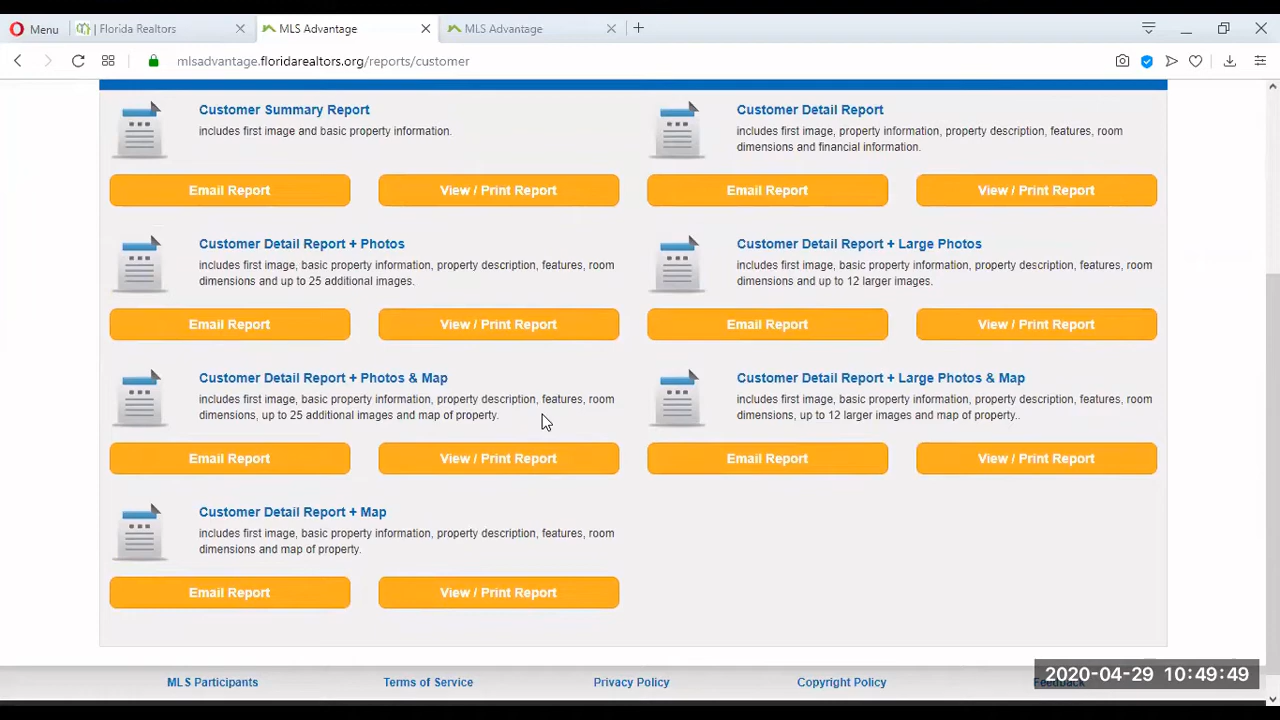 Menu
| Florida Realtors
MLS Advantage
MLS Advantage
mlsadvantage.floridarealtors.org/reports/customer
Customer Summary Report
includes first image and basic property information.
Email Report
View / Print Report
Customer Detail Report
includes first image, property information, property description, features, room
dimensions and financial information.
Email Report
View / Print Report
Customer Detail Report + Photos
includes first image, basic property information, property description, features, room
dimensions and up to 25 additional images.
Email Report
View / Print Report
Customer Detail Report + Large Photos
includes first image, basic property information, property description, features, room
dimensions and up to 12 larger images.
Email Report
View / Print Report
Customer Detail Report + Photos & Map
includes first image, basic property information, property description, features, room
dimensions, up to 25 additional images and map of property.
Email Report
View / Print Report
Customer Detail Report + Large Photos & Map
includes first image, basic property information, property description, features, room
dimensions, up to 12 larger images and map of property..
Email Report
View / Print Report
Customer Detail Report + Map
includes first image, basic property information, property description, features, room
dimensions and map of property.
Email Report
View / Print Report
MLS Participants
Terms of Service
Privacy Policy
Copyright Policy
Feedback
2020-04-29 10:49:49